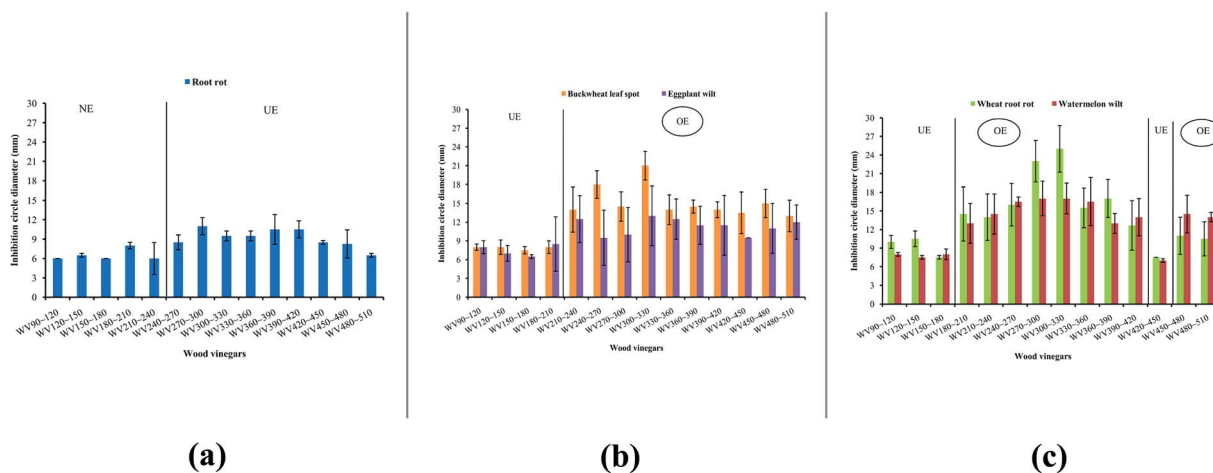 Root rot
NE
UE
30
27
24
21
18
15
12
9
6
3
0
Inhibition circle diameter (mm)
WV90~120
WV120~150
WV150~180
WV180~210
WV210~240
WV240~270
WV270~300
WV300~330
WV330~360
WV360~390
WV390~420
WV420~450
WV450~480
WV480~510
Wood vinegars
(a)
Buckwheat leaf spot Eggplant wilt
UE
OE
30
27
24
21
18
15
12
9
6
3
0
Inhibition circle diameter (mm)
WV90~120
WV120~150
WV150~180
WV180~210
WV210~240
WV240~270
WV270~300
WV300~330
WV330~360
WV360~390
WV390~420
WV420~450
WV450~480
WV480~510
Wood vinegars
(b)
Wheat root rot Watermelon wilt
UE
OE
UE
OE
30
27
24
21
18
15
12
9
6
3
0
Inhibition circle diameter (mm)
WV90~120
WV120~150
WV150~180
WV180~210
WV210~240
WV240~270
WV270~300
WV300~330
WV330~360
WV360~390
WV390~420
WV420~450
WV450~480
WV480~510
Wood vinegars
(c)